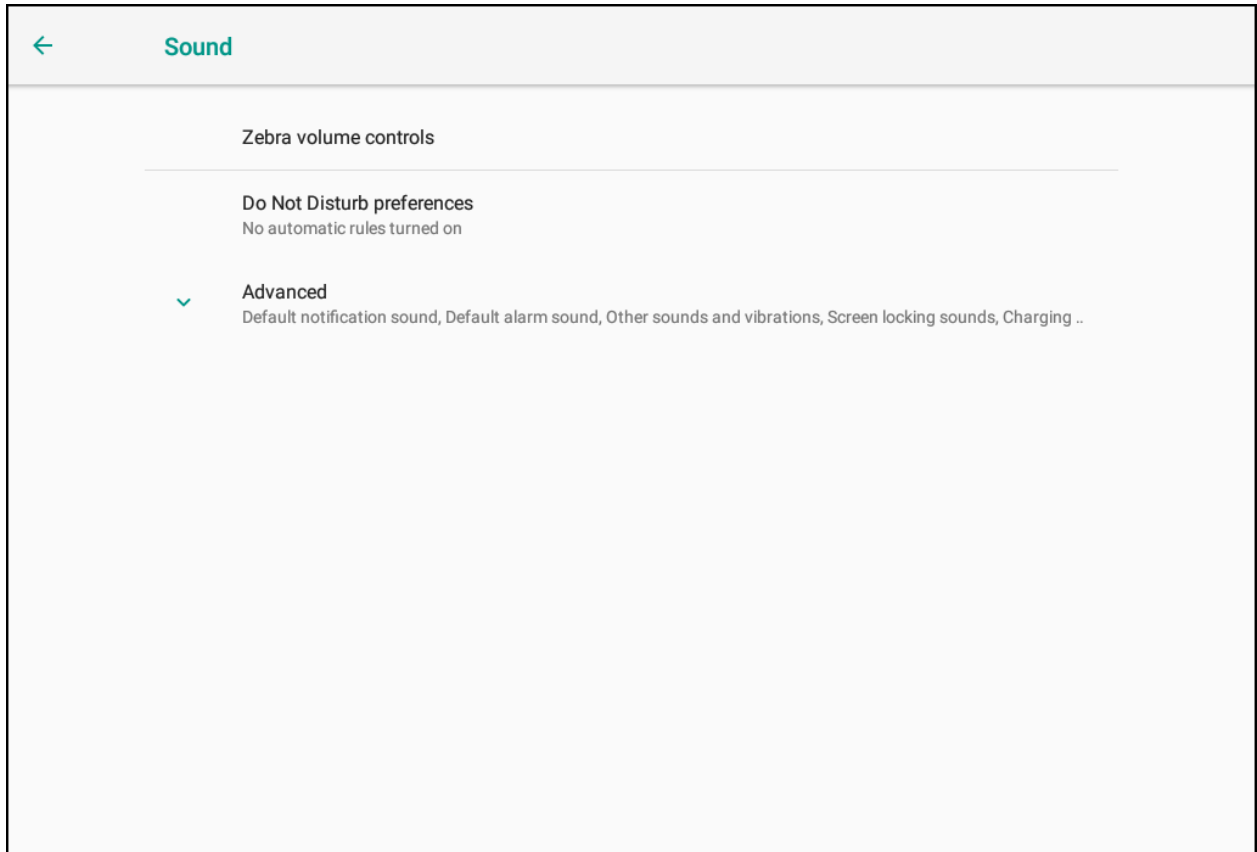 Sound
Zebra volume controls
Do Not Disturb preferences
No automatic rules turned on
Advanced
Default notification sound, Default alarm sound, Other sounds and vibrations, Screen locking sounds, Charging ..